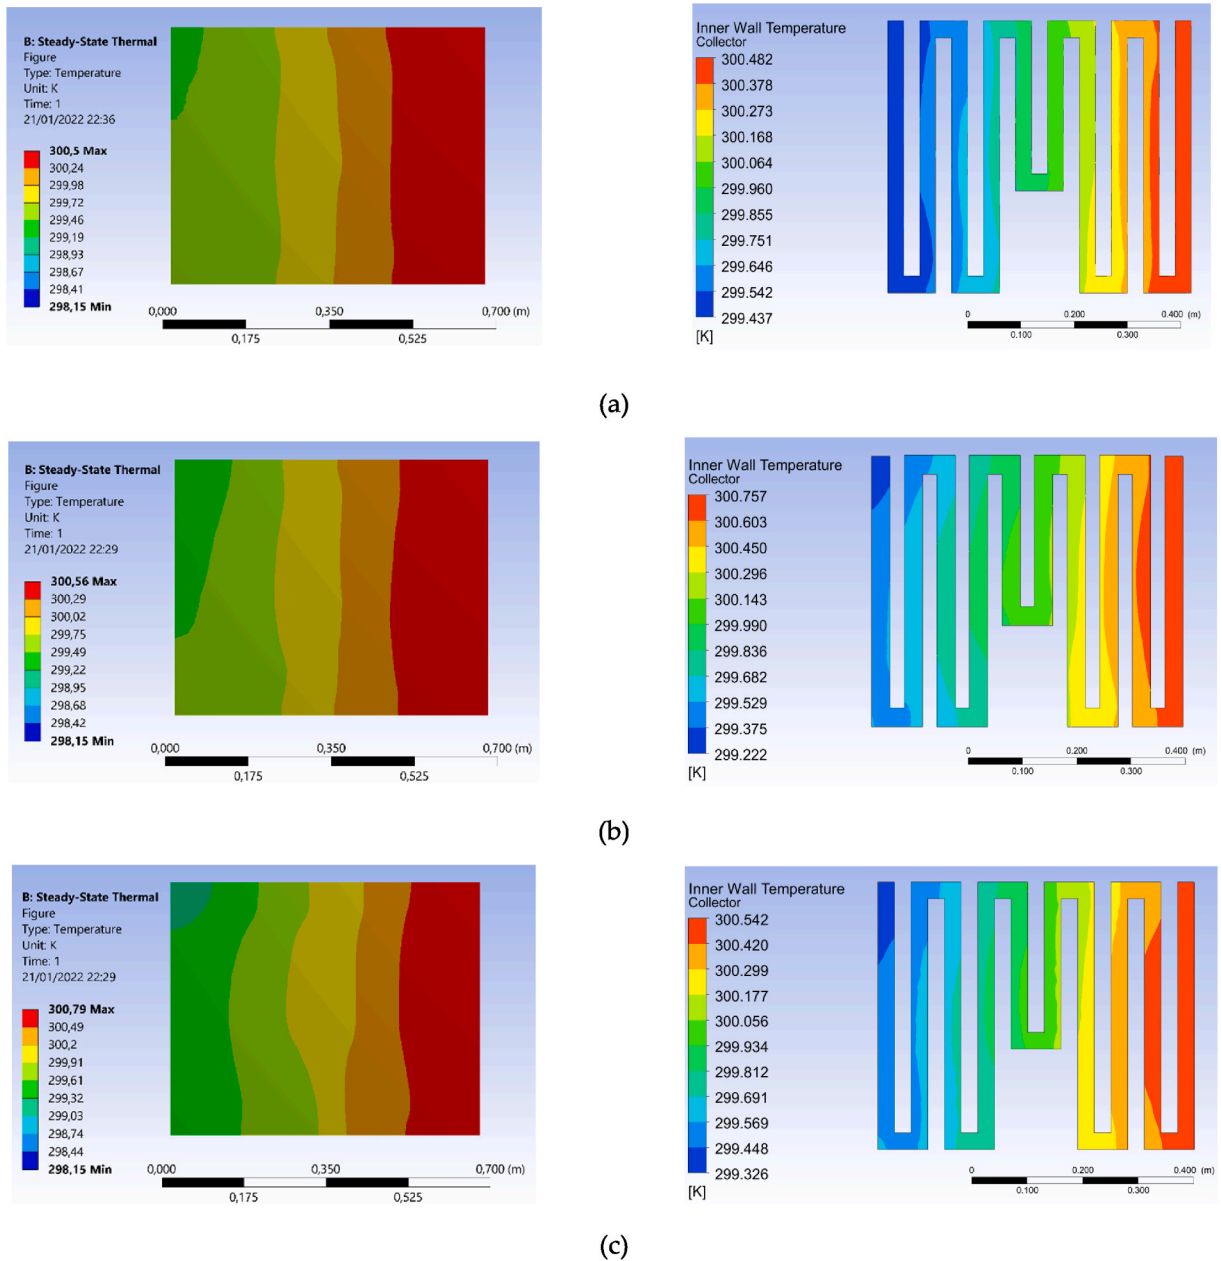 B: Steady-State Thermal
Figure
Type: Temperature
Unit: K
Time: 1
21/01/2022 22:36
300,5 Max
300,24
299,98
299,72
299,46
299,19
298,93
298,67
298,41
298,15 Min
0,000 0,350 0,700 (m)
0,175 0,525
Inner Wall Temperature
Collector
300.482
300.378
300.273
300.168
300.064
299.960
299.855
299.751
299.646
299.542
299.437
[K]
0 0.200 0.400 (m)
0.100 0.300
(a)
B: Steady-State Thermal
Figure
Type: Temperature
Unit: K
Time: 1
21/01/2022 22:29
300,56 Max
300,29
300,02
299,75
299,49
299,22
298,95
298,68
298,42
298,15 Min
0,000 0,350 0,700 (m)
0,175 0,525
Inner Wall Temperature
Collector
300.757
300.603
300.450
300.296
300.143
299.990
299.836
299.682
299.529
299.375
299.222
[K]
0 0.200 0.400 (m)
0.100 0.300
(b)
B: Steady-State Thermal
Figure
Type: Temperature
Unit: K
Time: 1
21/01/2022 22:29
300,79 Max
300,49
300,2
299,91
299,61
299,32
299,03
298,74
298,44
298,15 Min
0,000 0,350 0,700 (m)
0,175 0,525
Inner Wall Temperature
Collector
300.542
300.420
300.299
300.177
300.056
299.934
299.812
299.691
299.569
299.448
299.326
[K]
0 0.200 0.400 (m)
0.100 0.300
(c)